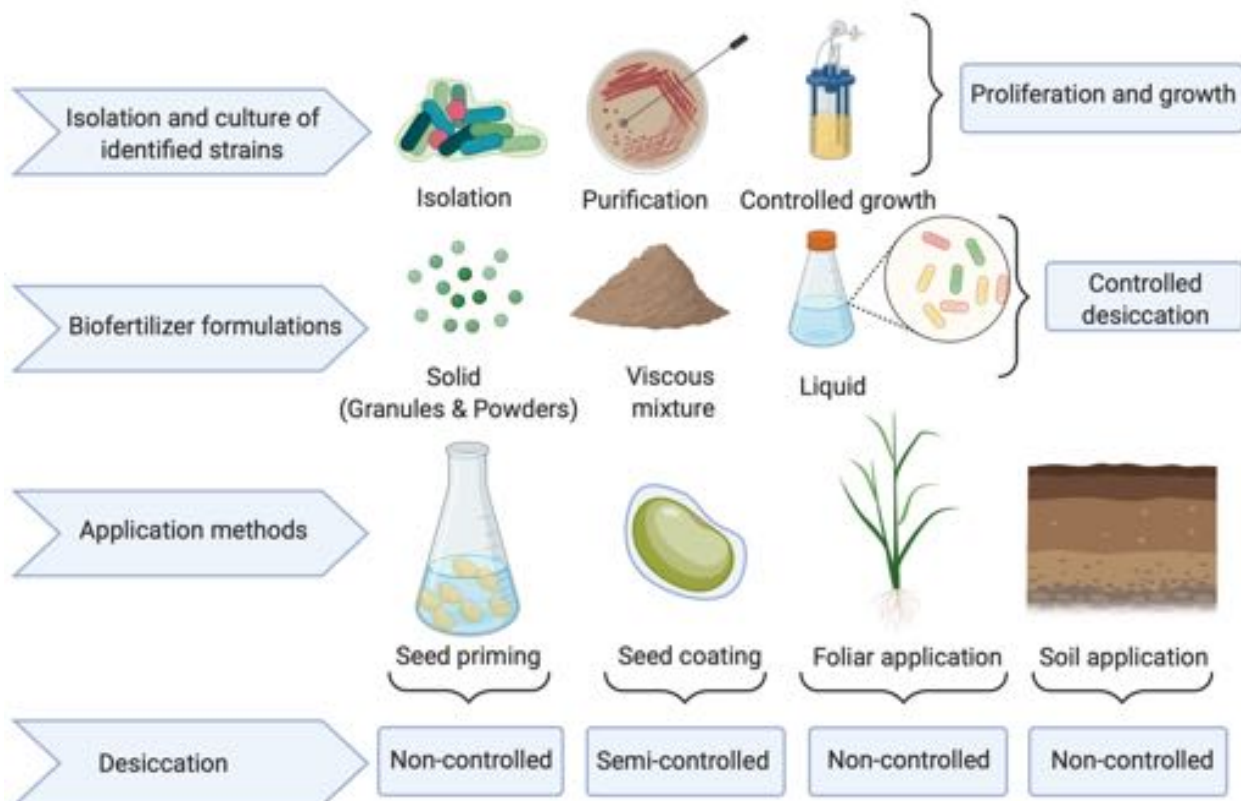 Isolation and culture of
identified strains
Isolation
Purification
Controlled growth
Proliferation and growth
Biofertilizer formulations
Solid
(Granules & Powders)
Viscous
mixture
Liquid
Controlled
desiccation
Application methods
Seed priming
Seed coating
Foliar application
Soil application
Desiccation
Non-controlled
Semi-controlled
Non-controlled
Non-controlled